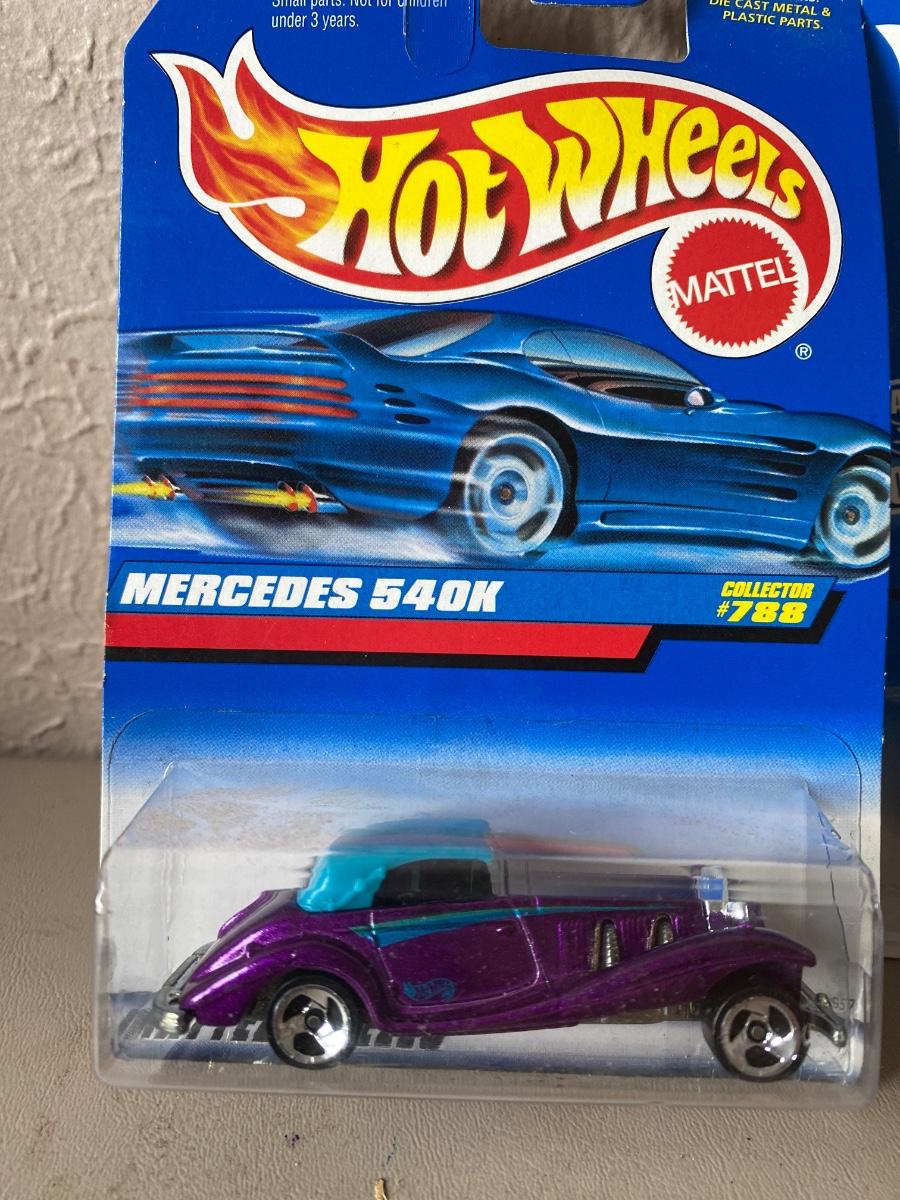 Small parts. Not for children
under 3 years.
DIE CAST METAL &
PLASTIC PARTS.
HOT WHEELS
MATTEL
®
MERCEDES 540K
COLLECTOR
#788